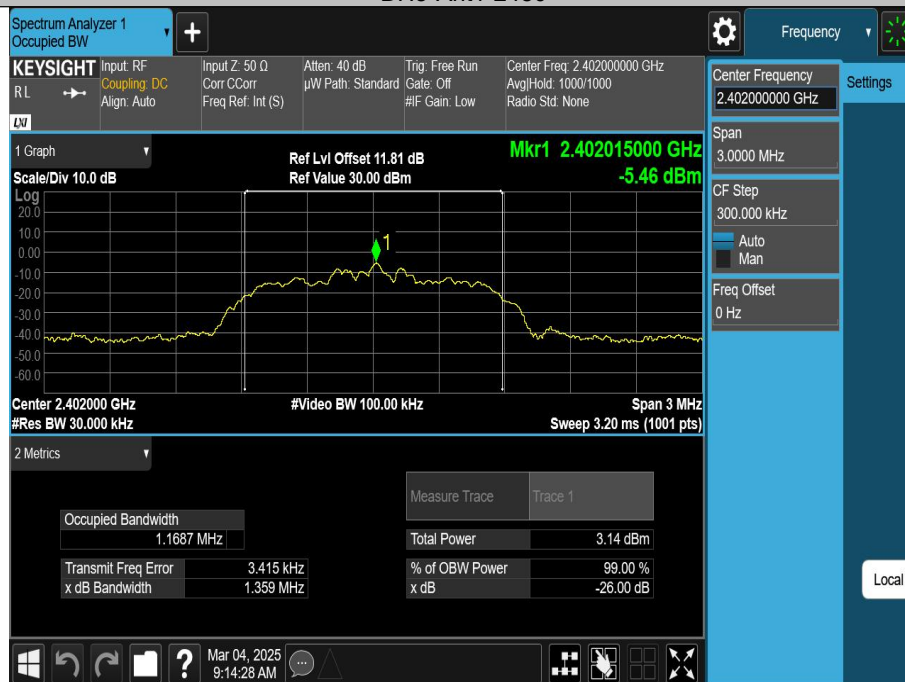 Spectrum Analyzer 1
Occupied BW
Frequency
KEYSIGHT
RL
LXI
Input: RF
Coupling: DC
Align: Auto
Input Z: 50 Ω
Corr CCorr
Freq Ref: Int (S)
Atten: 40 dB
µW Path: Standard
Trig: Free Run
Gate: Off
#IF Gain: Low
Center Freq: 2.402000000 GHz
Avg|Hold: 1000/1000
Radio Std: None
Center Frequency
2.402000000 GHz
Settings
Span
3.0000 MHz
CF Step
300.000 kHz
Auto
Man
Freq Offset
0 Hz
Local
1 Graph
Scale/Div 10.0 dB
Ref Lvl Offset 11.81 dB
Ref Value 30.00 dBm
Mkr1 2.402015000 GHz
-5.46 dBm
Log
20.0
10.0
0.00
-10.0
-20.0
-30.0
-40.0
-50.0
-60.0
1
Center 2.402000 GHz
#Video BW 100.00 kHz
Span 3 MHz
#Res BW 30.000 kHz
Sweep 3.20 ms (1001 pts)
2 Metrics
Measure Trace
Trace 1
Occupied Bandwidth
1.1687 MHz
Total Power
3.14 dBm
Transmit Freq Error
3.415 kHz
% of OBW Power
99.00 %
x dB Bandwidth
1.359 MHz
x dB
-26.00 dB
Mar 04, 2025
9:14:28 AM